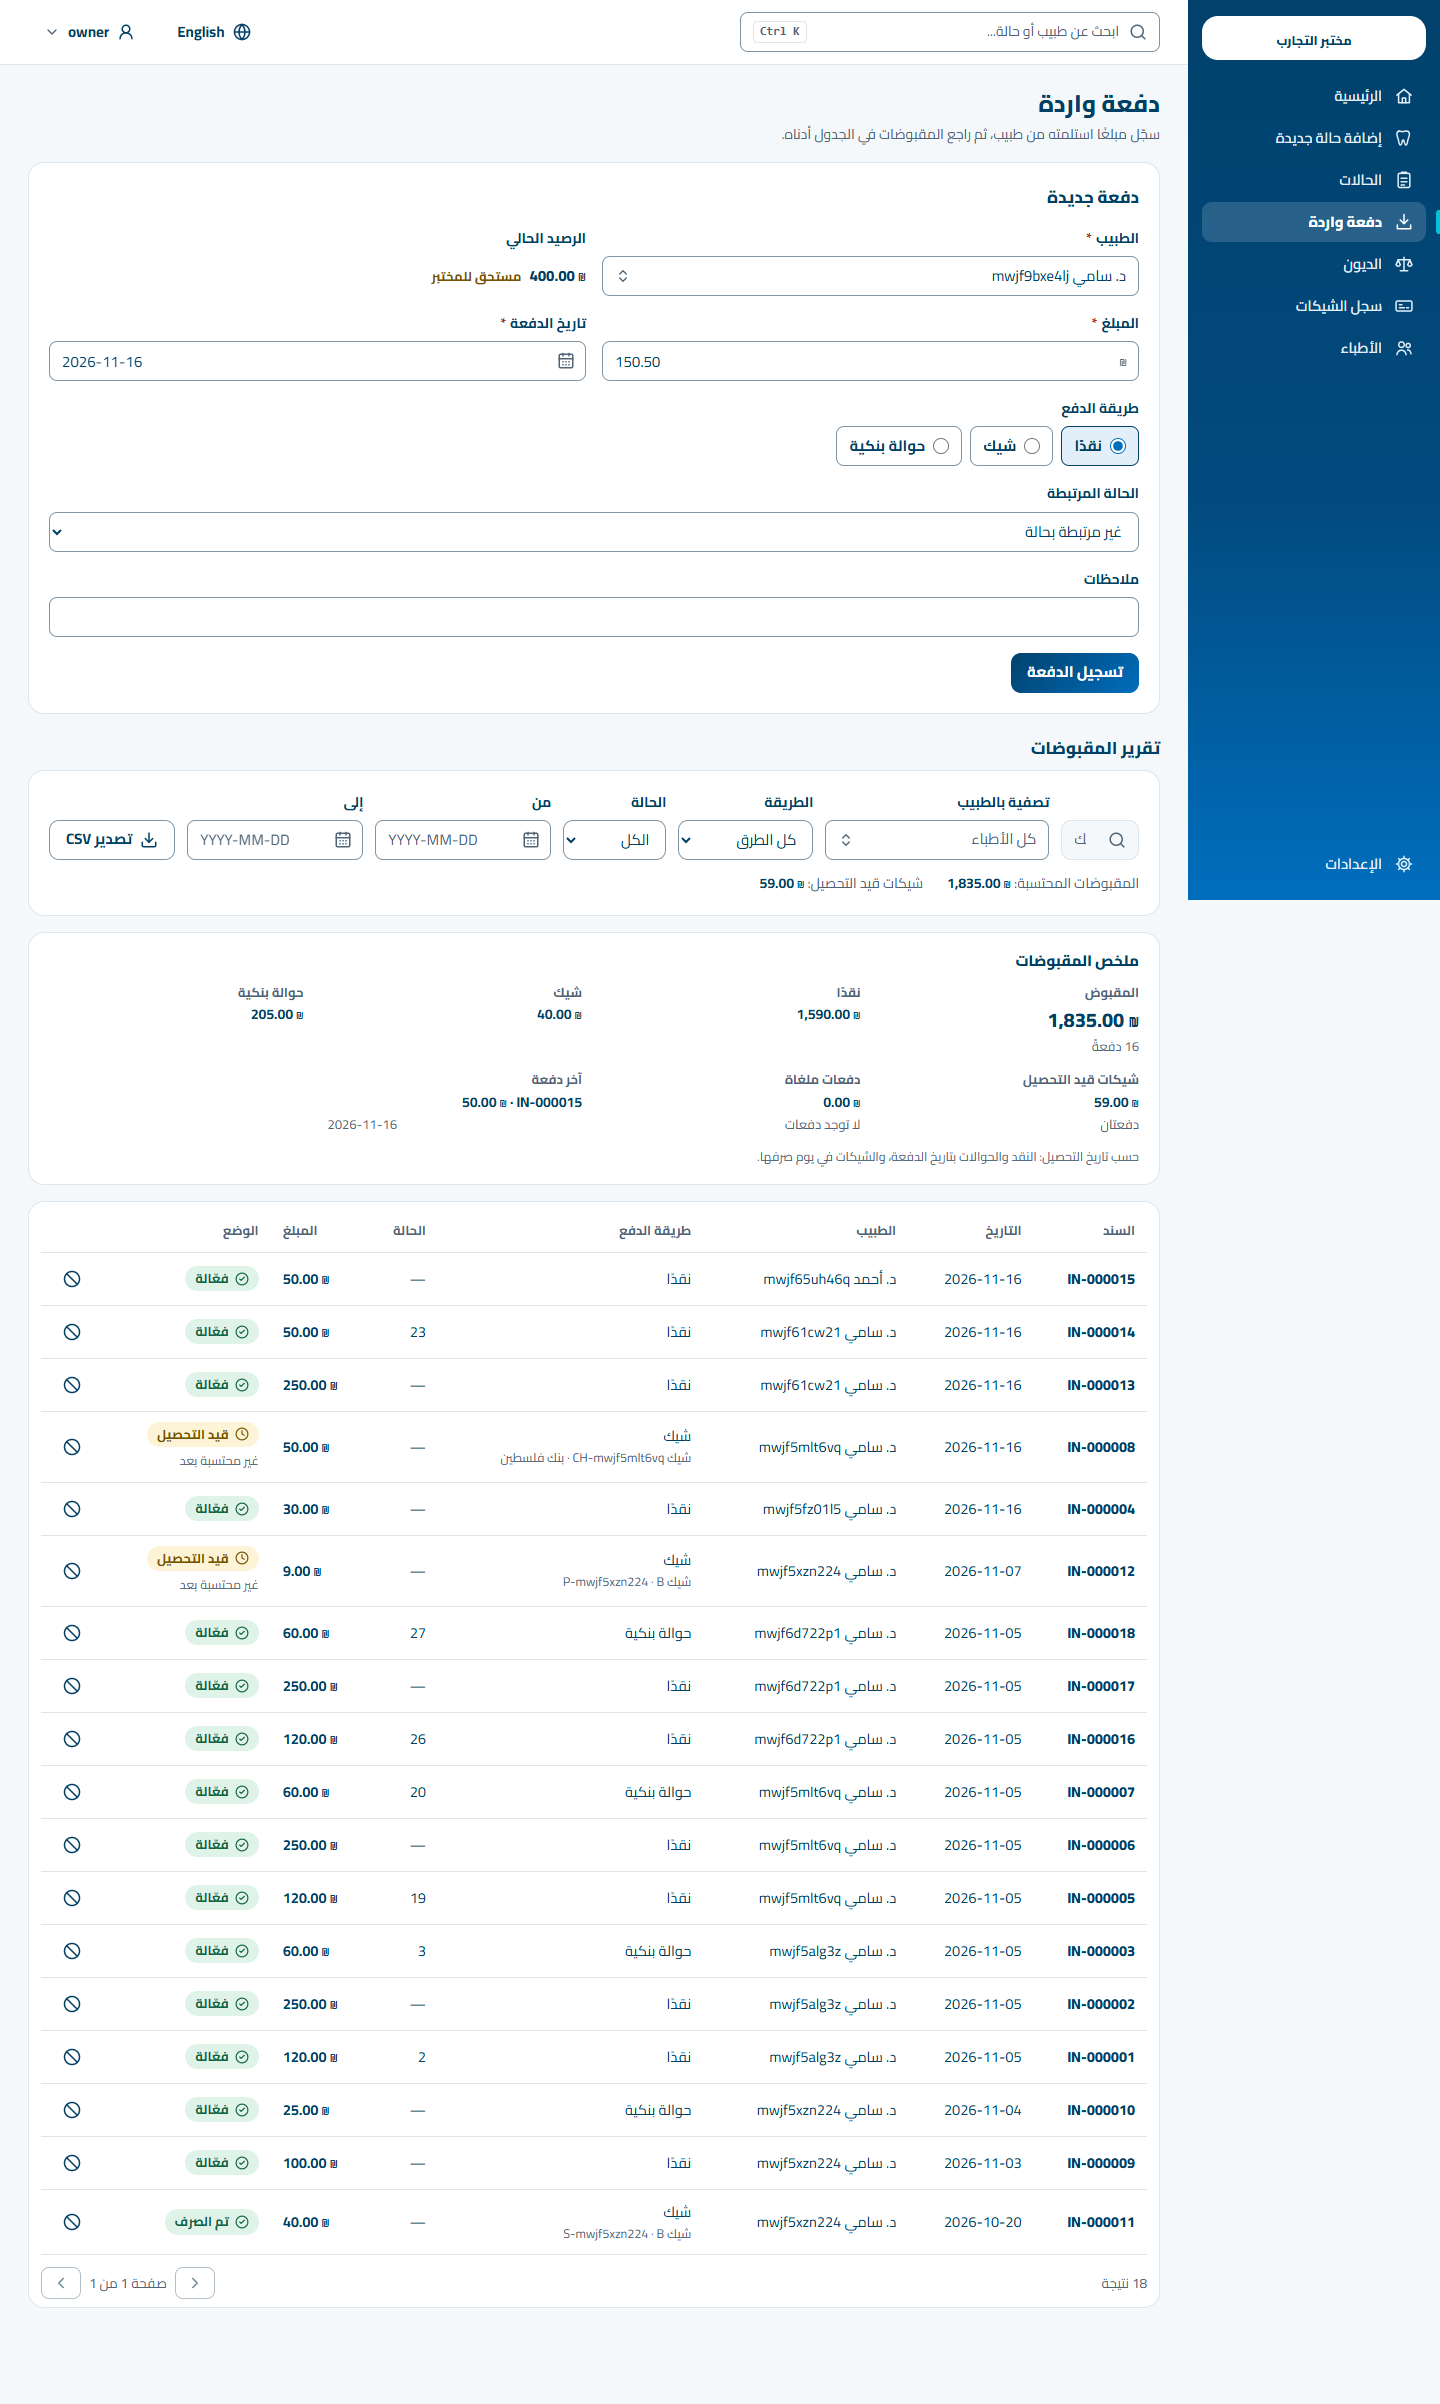 مختبر التجارب
الرئيسية
إضافة حالة جديدة
الحالات
دفعة واردة
الديون
سجل الشيكات
الأطباء
الإعدادات
ابحث عن طبيب أو حالة...
Ctrl K
English
owner
دفعة واردة
سجّل مبلغًا استلمته من طبيب، ثم راجع المقبوضات في الجدول أدناه.
دفعة جديدة
الطبيب *
الرصيد الحالي
د. سامي mwjf9bxe4lj
₪ 400.00 مستحق للمختبر
المبلغ *
تاريخ الدفعة *
₪ 150.50
2026-11-16
طريقة الدفع
نقدًا
شيك
حوالة بنكية
الحالة المرتبطة
غير مرتبطة بحالة
ملاحظات
تسجيل الدفعة
تقرير المقبوضات
تصفية بالطبيب
الطريقة
الحالة
من
إلى
ك
كل الأطباء
كل الطرق
الكل
YYYY-MM-DD
YYYY-MM-DD
تصدير CSV
المقبوضات المحتسبة: ₪ 1,835.00
شيكات قيد التحصيل: ₪ 59.00
ملخص المقبوضات
المقبوض
نقدًا
شيك
حوالة بنكية
₪ 1,835.00
₪ 1,590.00
₪ 40.00
₪ 205.00
16 دفعةً
شيكات قيد التحصيل
دفعات ملغاة
آخر دفعة
₪ 59.00
₪ 0.00
IN-000015 · ₪ 50.00
دفعتان
لا توجد دفعات
2026-11-16
حسب تاريخ التحصيل: النقد والحوالات بتاريخ الدفعة، والشيكات في يوم صرفها.
السند التاريخ الطبيب طريقة الدفع الحالة المبلغ الوضع
IN-000015 2026-11-16 د. أحمد mwjf65uh46q نقدًا — ₪ 50.00 فعّالة
IN-000014 2026-11-16 د. سامي mwjf61cw21 نقدًا 23 ₪ 50.00 فعّالة
IN-000013 2026-11-16 د. سامي mwjf61cw21 نقدًا — ₪ 250.00 فعّالة
IN-000008 2026-11-16 د. سامي mwjf5mlt6vq شيك — ₪ 50.00 قيد التحصيل
شيك CH-mwjf5mlt6vq · بنك فلسطين
غير محتسبة بعد
IN-000004 2026-11-16 د. سامي mwjf5fz01l5 نقدًا — ₪ 30.00 فعّالة
IN-000012 2026-11-07 د. سامي mwjf5xzn224 شيك — ₪ 9.00 قيد التحصيل
شيك P-mwjf5xzn224 · B
غير محتسبة بعد
IN-000018 2026-11-05 د. سامي mwjf6d722p1 حوالة بنكية 27 ₪ 60.00 فعّالة
IN-000017 2026-11-05 د. سامي mwjf6d722p1 نقدًا — ₪ 250.00 فعّالة
IN-000016 2026-11-05 د. سامي mwjf6d722p1 نقدًا 26 ₪ 120.00 فعّالة
IN-000007 2026-11-05 د. سامي mwjf5mlt6vq حوالة بنكية 20 ₪ 60.00 فعّالة
IN-000006 2026-11-05 د. سامي mwjf5mlt6vq نقدًا — ₪ 250.00 فعّالة
IN-000005 2026-11-05 د. سامي mwjf5mlt6vq نقدًا 19 ₪ 120.00 فعّالة
IN-000003 2026-11-05 د. سامي mwjf5alg3z حوالة بنكية 3 ₪ 60.00 فعّالة
IN-000002 2026-11-05 د. سامي mwjf5alg3z نقدًا — ₪ 250.00 فعّالة
IN-000001 2026-11-05 د. سامي mwjf5alg3z نقدًا 2 ₪ 120.00 فعّالة
IN-000010 2026-11-04 د. سامي mwjf5xzn224 حوالة بنكية — ₪ 25.00 فعّالة
IN-000009 2026-11-03 د. سامي mwjf5xzn224 نقدًا — ₪ 100.00 فعّالة
IN-000011 2026-10-20 د. سامي mwjf5xzn224 شيك — ₪ 40.00 تم الصرف
شيك S-mwjf5xzn224 · B
18 نتيجة
صفحة 1 من 1